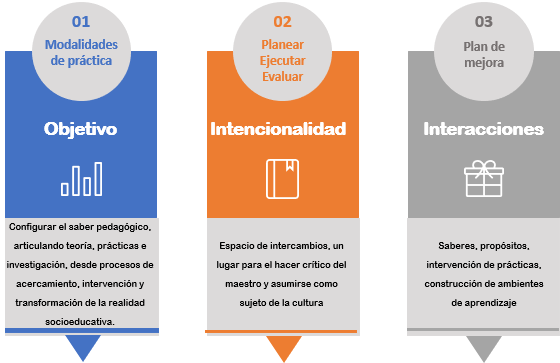 01
Modalidades
de práctica
Objetivo
Configurar el saber pedagógico,
articulando teoría, prácticas e
investigación, desde procesos de
acercamiento, intervención y
transformación de la realidad
socioeducativa.
02
Planear
Ejecutar
Evaluar
Intencionalidad
Espacio de intercambios, un
lugar para el hacer crítico del
maestro y asumirse como
sujeto de la cultura
03
Plan de
mejora
Interacciones
Saberes, propósitos,
intervención de prácticas,
construcción de ambientes
de aprendizaje